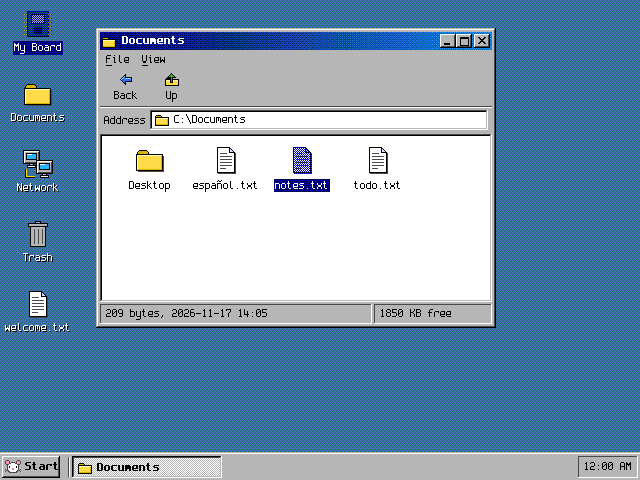 My Board
Documents
Network
Trash
welcome.txt
Documents
File View
Back Up
Address C:\Documents
Desktop español.txt notes.txt todo.txt
209 bytes, 2026-11-17 14:05 1850 KB free
Start Documents 12:00 AM